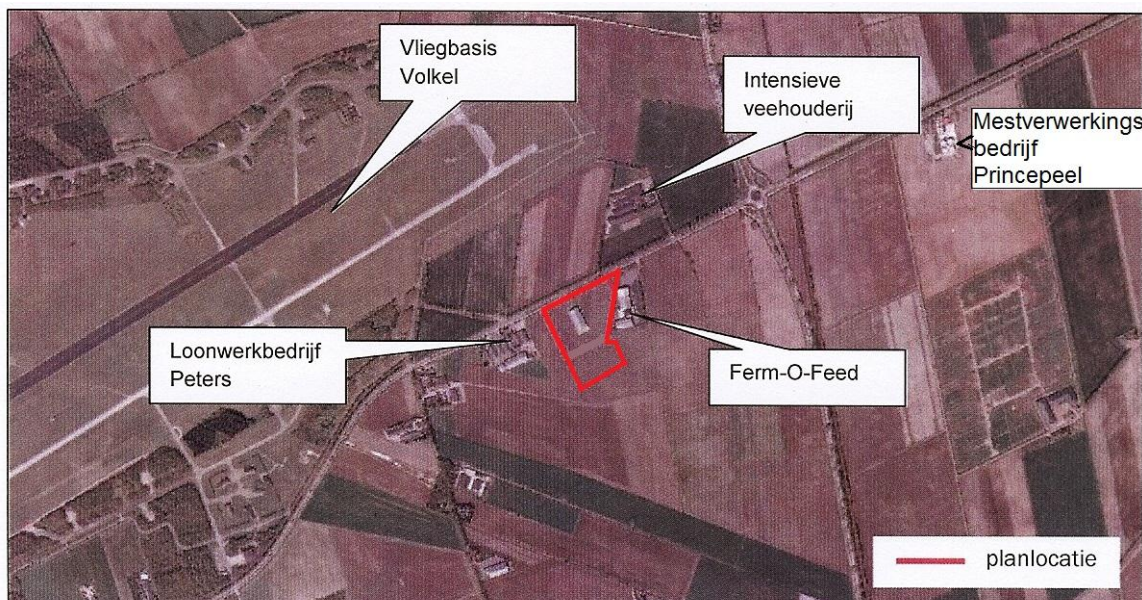 Vliegbasis
Volkel
Intensieve
veehouderij
Mestverwerkings
bedrijf
Princepeel
Loonwerkbedrijf
Peters
Ferm-O-Feed
planlocatie